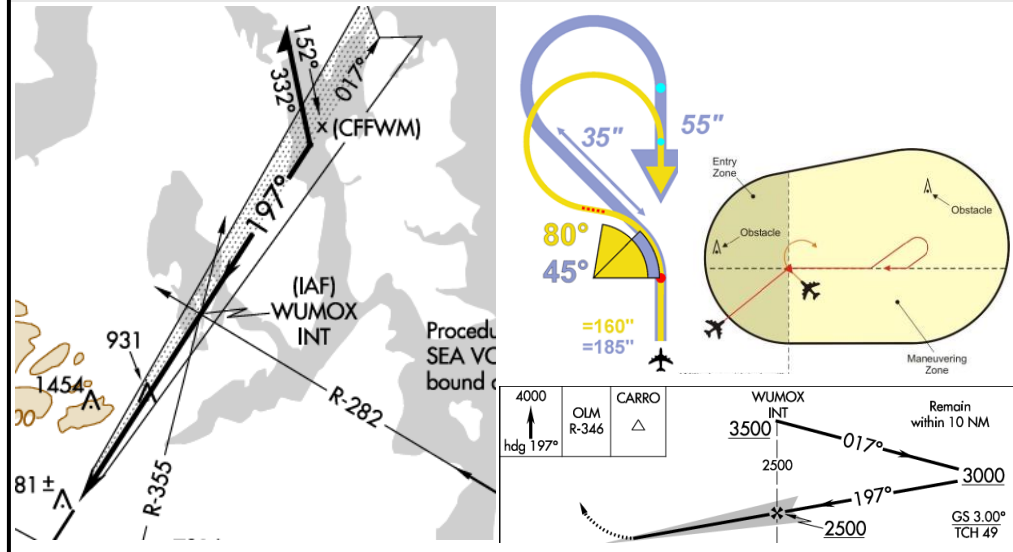 152°
332°
017°
(CFFWM)
197°
(IAF)
WUMOX
INT
931
1454
00
81 ±
R-355
R-282
Procedu
SEA VO
bound
55"
35"
80°
45°
=160"
=185"
Entry
Zone
Obstacle
Obstacle
Maneuvering
Zone
4000
hdg 197°
OLM
R-346
CARRO
WUMOX
INT
3500
2500
017°
Remain
within 10 NM
3000
197°
2500
GS 3.00°
TCH 49